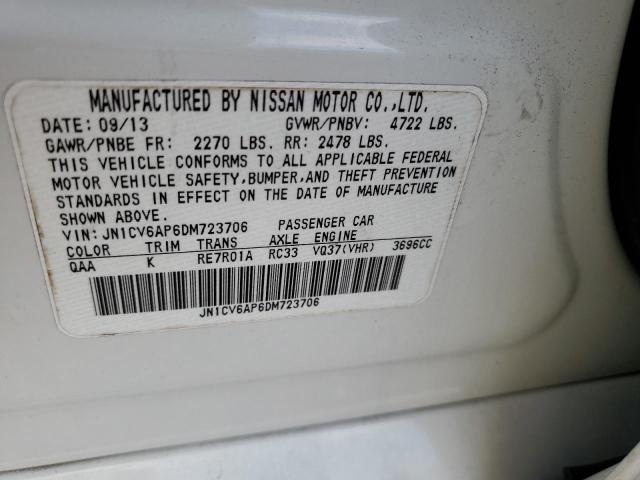 MANUFACTURED BY NISSAN MOTOR CO.,LTD.
DATE: 09/13 GVWR/PNBV: 4722 LBS.
GAWR/PNBE FR: 2270 LBS. RR: 2478 LBS.
THIS VEHICLE CONFORMS TO ALL APPLICABLE FEDERAL
MOTOR VEHICLE SAFETY,BUMPER,AND THEFT PREVENTION
STANDARDS IN EFFECT ON THE DATE OF MANUFACTURE
SHOWN ABOVE.
VIN: JN1CV6AP6DM723706 PASSENGER CAR
COLOR TRIM TRANS AXLE ENGINE
QAA K RE7R01A RC33 VQ37(VHR) 3696CC
JN1CV6AP6DM723706